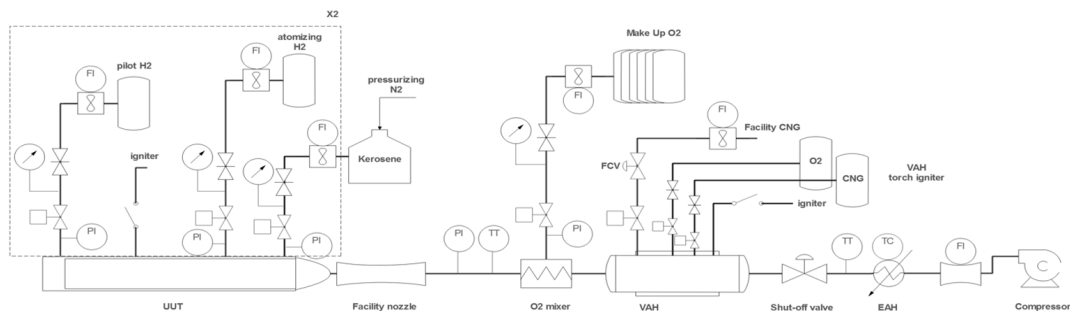 X2
atomizing
H2
FI
pilot H2
FI
pressurizing
N2
FI
Kerosene
igniter
PI
PI
PI
Make Up O2
FI
FI
Facility CNG
FCV
O2
CNG
VAH
torch igniter
igniter
PI
TT
PI
TT
TC
FI
C
UUT
Facility nozzle
O2 mixer
VAH
Shut-off valve
EAH
Compressor